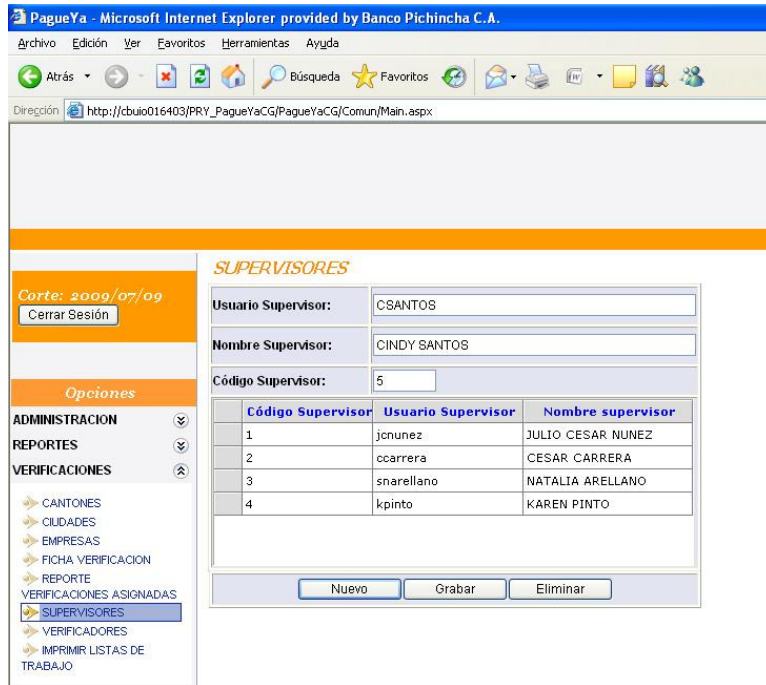 PagueYa - Microsoft Internet Explorer provided by Banco Pichincha C.A.
Archivo Edición Ver Favoritos Herramientas Ayuda
Atrás Búsqueda Favoritos
Dirección http://cbuio016403/PRY_PagueYaCG/PagueYaCG/Comun/Main.aspx
Corte: 2009/07/09
Cerrar Sesión
Opciones
ADMINISTRACION
REPORTES
VERIFICACIONES
CANTONES
CIUDADES
EMPRESAS
FICHA VERIFICACION
REPORTE
VERIFICACIONES ASIGNADAS
SUPERVISORES
VERIFICADORES
IMPRIMIR LISTAS DE
TRABAJO
SUPERVISORES
Usuario Supervisor: CSANTOS
Nombre Supervisor: CINDY SANTOS
Código Supervisor: 5
Código Supervisor Usuario Supervisor Nombre supervisor
1 jcnunez JULIO CESAR NUNEZ
2 ccarrera CESAR CARRERA
3 snarellano NATALIA ARELLANO
4 kpinto KAREN PINTO
Nuevo Grabar Eliminar